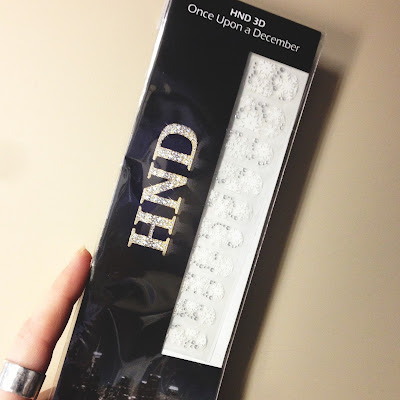 HND 3D
Once Upon a December
HND